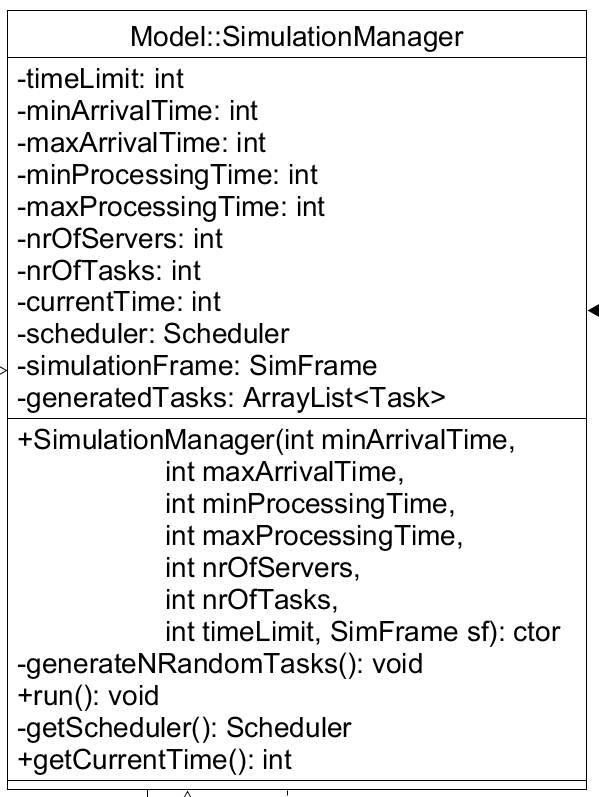 Model::SimulationManager
-timeLimit: int
-minArrivalTime: int
-maxArrivalTime: int
-minProcessingTime: int
-maxProcessingTime: int
-nrOfServers: int
-nrOfTasks: int
-currentTime: int
-scheduler: Scheduler
-simulationFrame: SimFrame
-generatedTasks: ArrayList<Task>
+SimulationManager(int minArrivalTime,
int maxArrivalTime,
int minProcessingTime,
int maxProcessingTime,
int nrOfServers,
int nrOfTasks,
int timeLimit, SimFrame sf): ctor
-generateNRandomTasks(): void
+run(): void
-getScheduler(): Scheduler
+getCurrentTime(): int